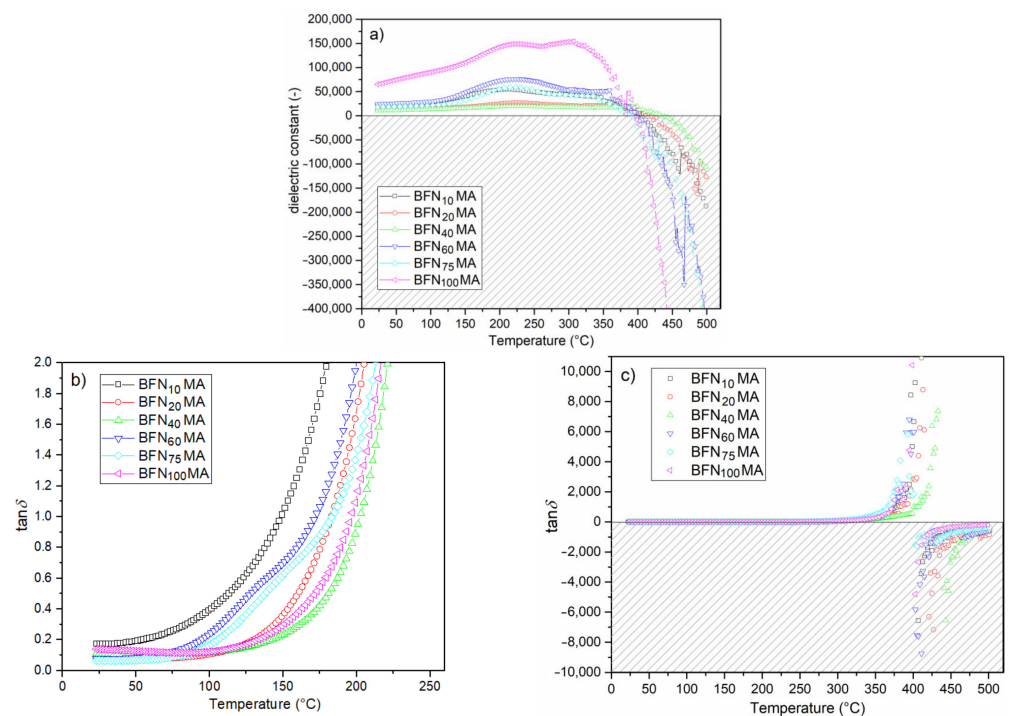 a)
dielectric constant (-)
200,000
150,000
100,000
50,000
0
−50,000
−100,000
−150,000
−200,000
−250,000
−300,000
−350,000
−400,000
BFN10 MA
BFN20 MA
BFN40 MA
BFN60 MA
BFN75 MA
BFN100 MA
0 50 100 150 200 250 300 350 400 450 500
Temperature (°C)
b)
tanδ
2.0
1.8
1.6
1.4
1.2
1.0
0.8
0.6
0.4
0.2
0.0
BFN10 MA
BFN20 MA
BFN40 MA
BFN60 MA
BFN75 MA
BFN100 MA
0 50 100 150 200 250
Temperature (°C)
c)
tanδ
10,000
8,000
6,000
4,000
2,000
0
−2,000
−4,000
−6,000
−8,000
−10,000
BFN10 MA
BFN20 MA
BFN40 MA
BFN60 MA
BFN75 MA
BFN100 MA
0 50 100 150 200 250 300 350 400 450 500
Temperature (°C)